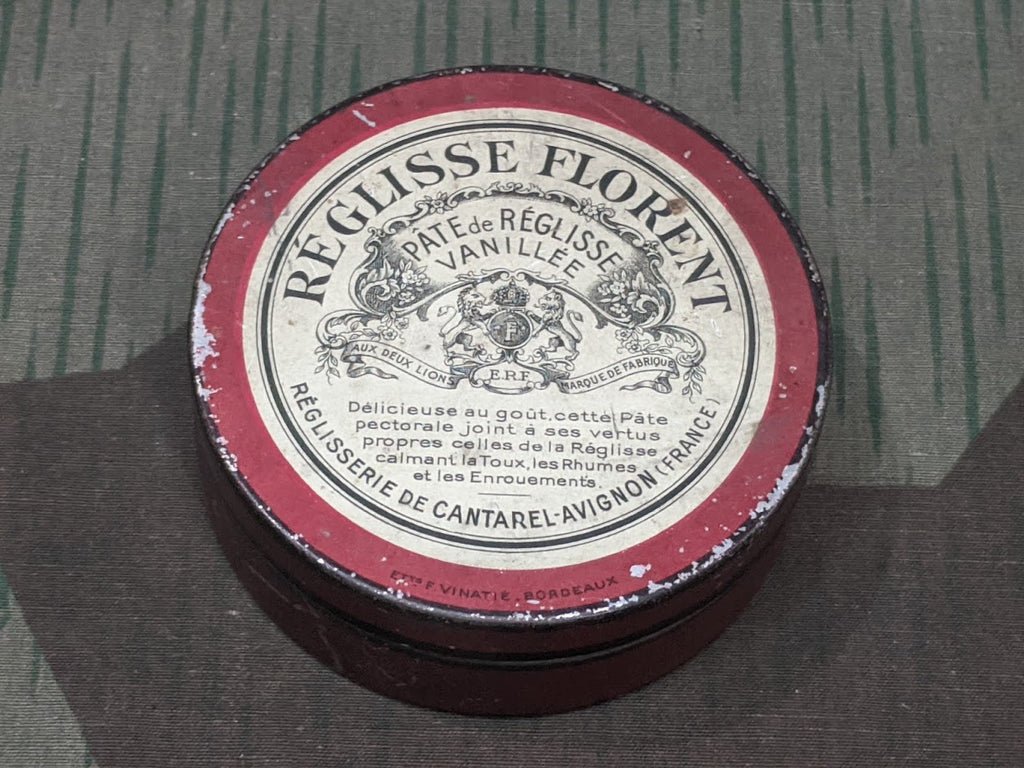 RÉGLISSE FLORENT
PÂTE de RÉGLISSE
VANILLÉE
F
AUX DEUX LIONS
E.R.F.
MARQUE DE FABRIQUE
Délicieuse au goût, cette Pâte
pectorale joint à ses vertus
propres celles de la Réglisse
calmant la Toux, les Rhumes
et les Enrouements.
RÉGLISSERIE DE CANTAREL-AVIGNON (FRANCE)
ETTS F. VINATIÉ . BORDEAUX